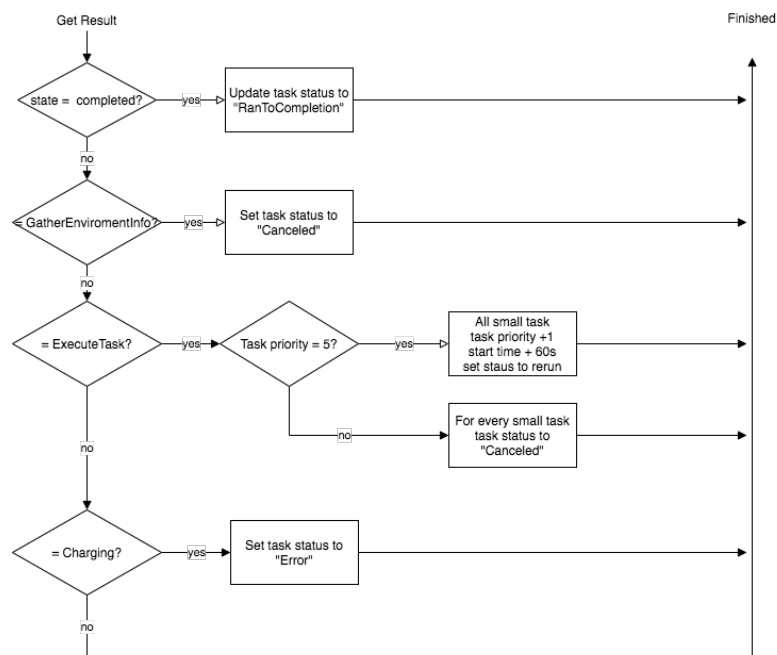 Get Result
Finished
state =  completed?
yes
Update task status to
"RanToCompletion"
no
= GatherEnviromentInfo?
yes
Set task status to
"Canceled"
no
= ExecuteTask?
yes
Task priority = 5?
yes
All small task
task priority +1
start time + 60s
set staus to rerun
no
no
For every small task
task status to
"Canceled"
= Charging?
yes
Set task status to
"Error"
no